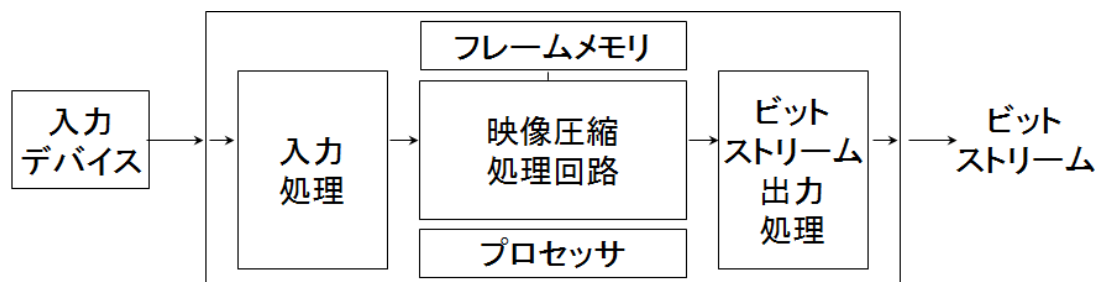 入力
デバイス
入力
処理
フレームメモリ
映像圧縮
処理回路
プロセッサ
ビット
ストリーム
出力
処理
ビット
ストリーム